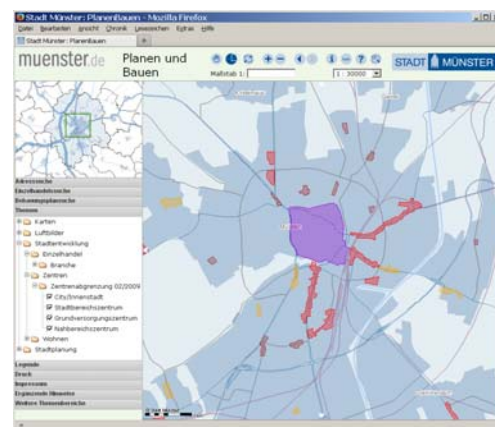 Stadt Münster: PlanenBauen - Mozilla Firefox
Datei Bearbeiten Ansicht Chronik Lesezeichen Extras Hilfe
Stadt Münster: PlanenBauen
muenster.de
Planen und
Bauen
Maßstab 1:
1 : 30000
STADT MÜNSTER
Adresssuche
Einzelhandelssuche
Bebauungsplansuche
Themen
Karten
Luftbilder
Stadtentwicklung
Einzelhandel
Branche
Zentren
Zentrenabgrenzung 02/2009
City/Innenstadt
Stadtbereichszentrum
Grundversorgungszentrum
Nahbereichszentrum
Wohnen
Stadtplanung
Legende
Druck
Impressum
Ergänzende Hinweise
Weitere Themenbereiche